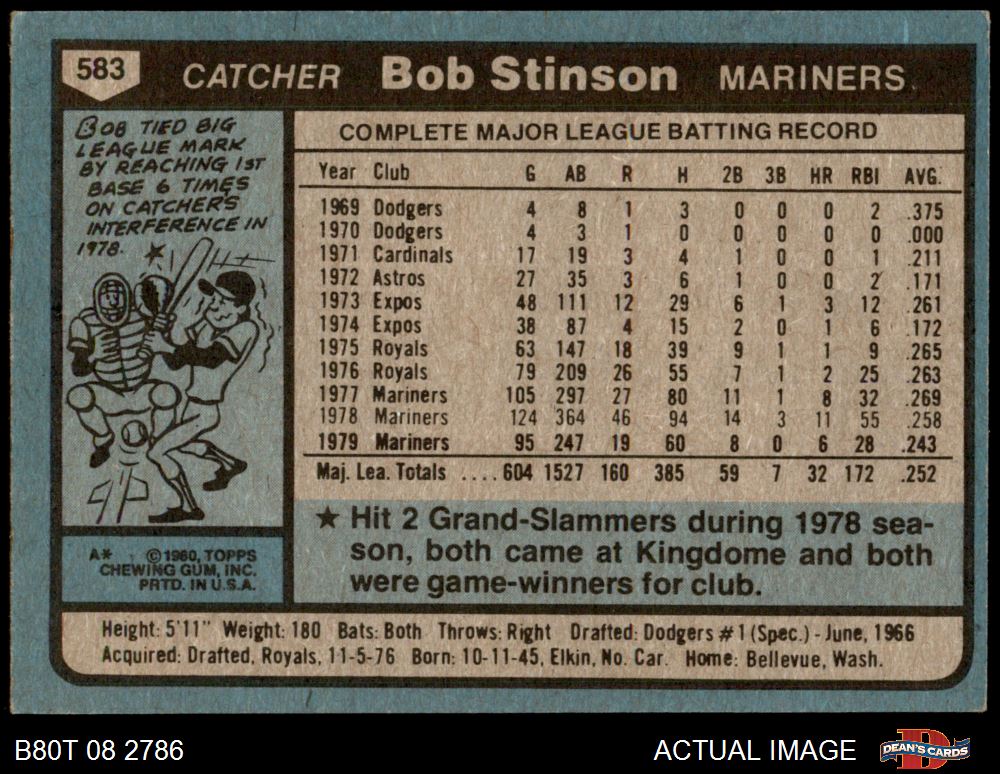 583 CATCHER Bob Stinson MARINERS.
BOB TIED BIG
LEAGUE MARK
BY REACHING 1ST
BASE 6 TIMES
ON CATCHER'S
INTERFERENCE IN
1978.
COMPLETE MAJOR LEAGUE BATTING RECORD
Year Club G AB R H 2B 3B HR RBI AVG.
1969 Dodgers 4 8 1 3 0 0 0 2 .375
1970 Dodgers 4 3 1 0 0 0 0 0 .000
1971 Cardinals 17 19 3 4 1 0 0 1 .211
1972 Astros 27 35 3 6 1 0 0 2 .171
1973 Expos 48 111 12 29 6 1 3 12 .261
1974 Expos 38 87 4 15 2 0 1 6 .172
1975 Royals 63 147 18 39 9 1 1 9 .265
1976 Royals 79 209 26 55 7 1 2 25 .263
1977 Mariners 105 297 27 80 11 1 8 32 .269
1978 Mariners 124 364 46 94 14 3 11 55 .258
1979 Mariners 95 247 19 60 8 0 6 28 .243
Maj. Lea. Totals .... 604 1527 160 385 59 7 32 172 .252
★ Hit 2 Grand-Slammers during 1978 sea-
son, both came at Kingdome and both
were game-winners for club.
A* ©1980, TOPPS
CHEWING GUM, INC.
PRTD. IN U.S.A.
Height: 5'11" Weight: 180 Bats: Both Throws: Right Drafted: Dodgers #1 (Spec.) - June, 1966
Acquired: Drafted, Royals, 11-5-76 Born: 10-11-45, Elkin, No. Car. Home: Bellevue, Wash.
B80T 08 2786 ACTUAL IMAGE DEAN'S CARDS